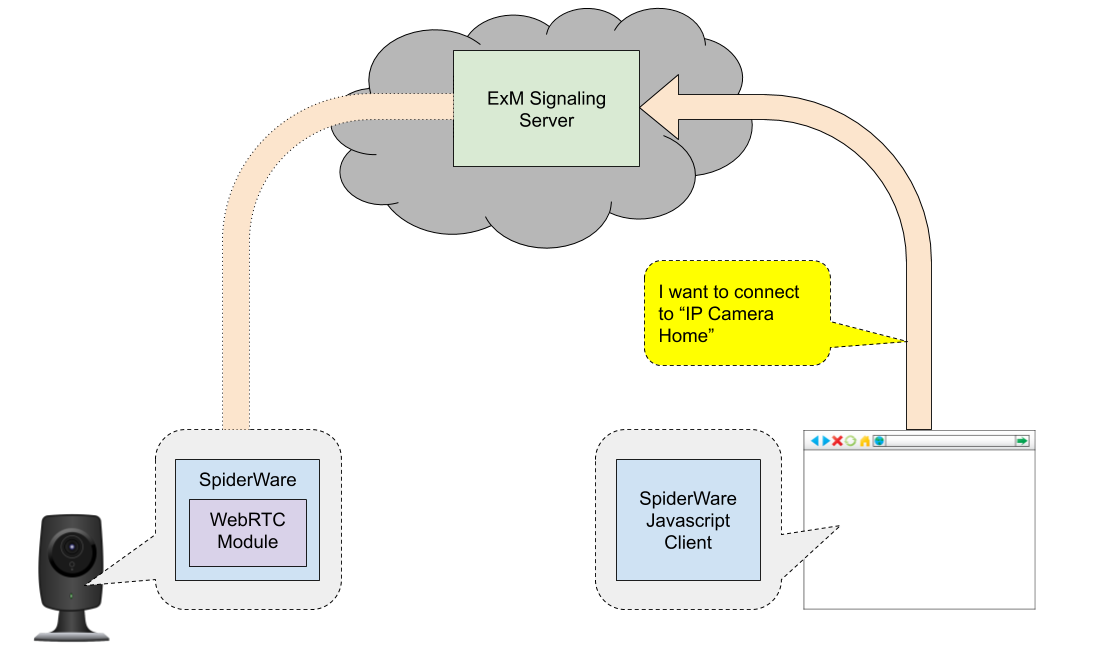 ExM Signaling
Server
I want to connect
to “IP Camera
Home”
SpiderWare
WebRTC
Module
SpiderWare
Javascript
Client